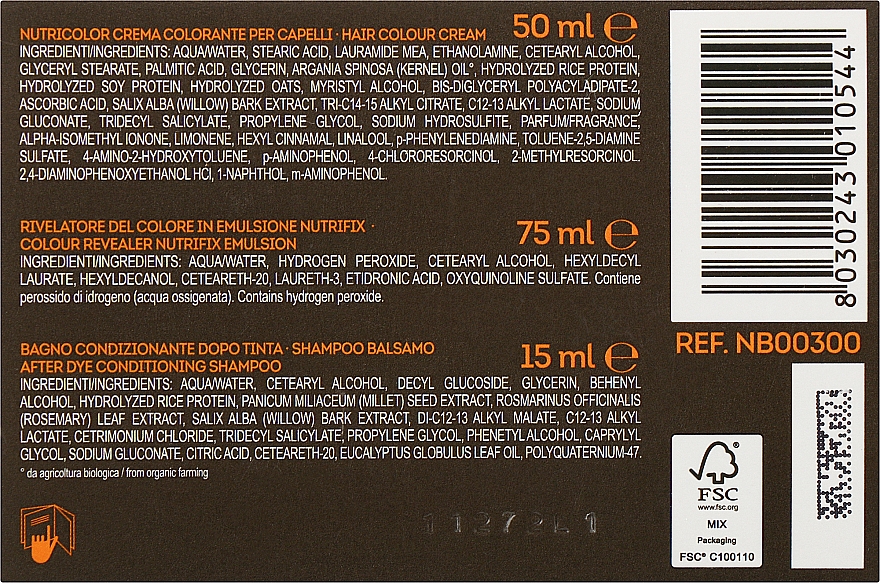 NUTRICOLOR CREMA COLORANTE PER CAPELLI · HAIR COLOUR CREAM 50 ml ℮
INGREDIENTI/INGREDIENTS: AQUA/WATER, STEARIC ACID, LAURAMIDE MEA, ETHANOLAMINE, CETEARYL ALCOHOL,
GLYCERYL STEARATE, PALMITIC ACID, GLYCERIN, ARGANIA SPINOSA (KERNEL) OIL°, HYDROLYZED RICE PROTEIN,
HYDROLYZED SOY PROTEIN, HYDROLYZED OATS, MYRISTYL ALCOHOL, BIS-DIGLYCERYL POLYACYLADIPATE-2,
ASCORBIC ACID, SALIX ALBA (WILLOW) BARK EXTRACT, TRI-C14-15 ALKYL CITRATE, C12-13 ALKYL LACTATE, SODIUM
GLUCONATE, TRIDECYL SALICYLATE, PROPYLENE GLYCOL, SODIUM HYDROSULFITE, PARFUM/FRAGRANCE,
ALPHA-ISOMETHYL IONONE, LIMONENE, HEXYL CINNAMAL, LINALOOL, p-PHENYLENEDIAMINE, TOLUENE-2,5-DIAMINE
SULFATE, 4-AMINO-2-HYDROXYTOLUENE, p-AMINOPHENOL, 4-CHLORORESORCINOL, 2-METHYLRESORCINOL.
2,4-DIAMINOPHENOXYETHANOL HCl, 1-NAPHTHOL, m-AMINOPHENOL.
RIVELATORE DEL COLORE IN EMULSIONE NUTRIFIX ·
COLOUR REVEALER NUTRIFIX EMULSION 75 ml ℮
INGREDIENTI/INGREDIENTS: AQUA/WATER, HYDROGEN PEROXIDE, CETEARYL ALCOHOL, HEXYLDECYL
LAURATE, HEXYLDECANOL, CETEARETH-20, LAURETH-3, ETIDRONIC ACID, OXYQUINOLINE SULFATE. Contiene
perossido di idrogeno (acqua ossigenata). Contains hydrogen peroxide.
BAGNO CONDIZIONANTE DOPO TINTA · SHAMPOO BALSAMO
AFTER DYE CONDITIONING SHAMPOO 15 ml ℮
INGREDIENTI/INGREDIENTS: AQUA/WATER, CETEARYL ALCOHOL, DECYL GLUCOSIDE, GLYCERIN, BEHENYL
ALCOHOL, HYDROLYZED RICE PROTEIN, PANICUM MILIACEUM (MILLET) SEED EXTRACT, ROSMARINUS OFFICINALIS
(ROSEMARY) LEAF EXTRACT, SALIX ALBA (WILLOW) BARK EXTRACT, DI-C12-13 ALKYL MALATE, C12-13 ALKYL
LACTATE, CETRIMONIUM CHLORIDE, TRIDECYL SALICYLATE, PROPYLENE GLYCOL, PHENETYL ALCOHOL, CAPRYLYL
GLYCOL, SODIUM GLUCONATE, CITRIC ACID, CETEARETH-20, EUCALYPTUS GLOBULUS LEAF OIL, POLYQUATERNIUM-47.
° da agricoltura biologica / from organic farming
8 030243 010544
REF. NB00300
FSC
www.fsc.org
MIX
Packaging
FSC® C100110